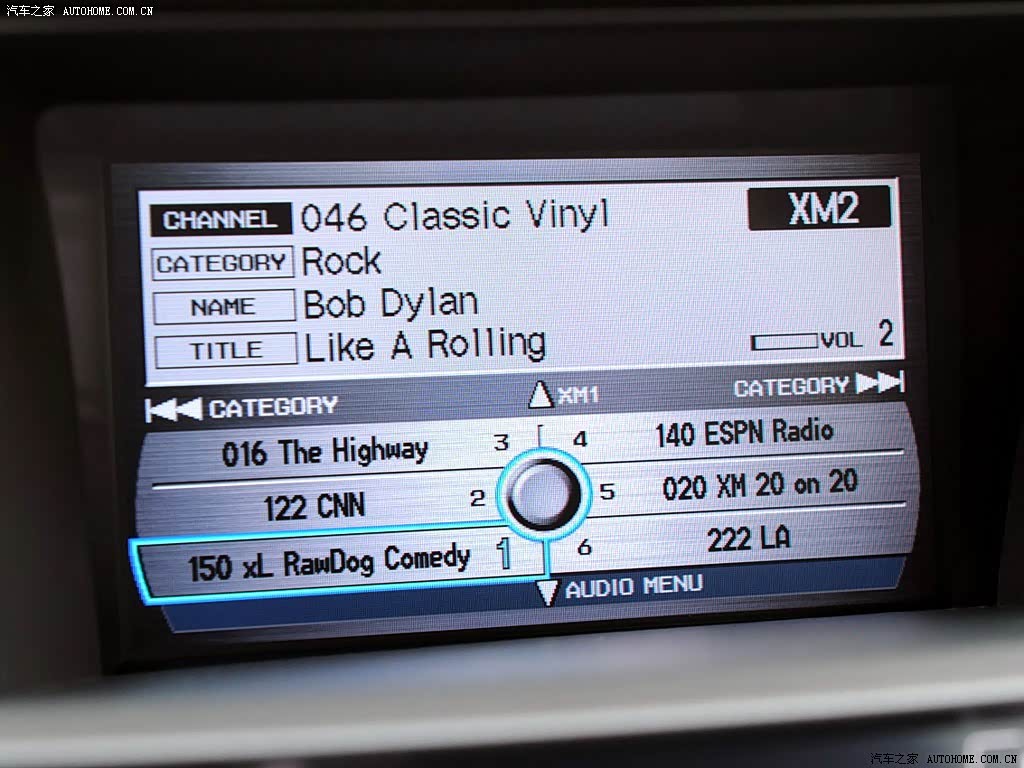 汽车之家 AUTOHOME.COM.CN
CHANNEL 046 Classic Vinyl XM2
CATEGORY Rock
NAME Bob Dylan
TITLE Like A Rolling VOL 2
CATEGORY XM1 CATEGORY
016 The Highway 3 4 140 ESPN Radio
122 CNN 2 5 020 XM 20 on 20
150 xL RawDog Comedy 1 6 222 LA
AUDIO MENU
汽车之家 AUTOHOME.COM.CN